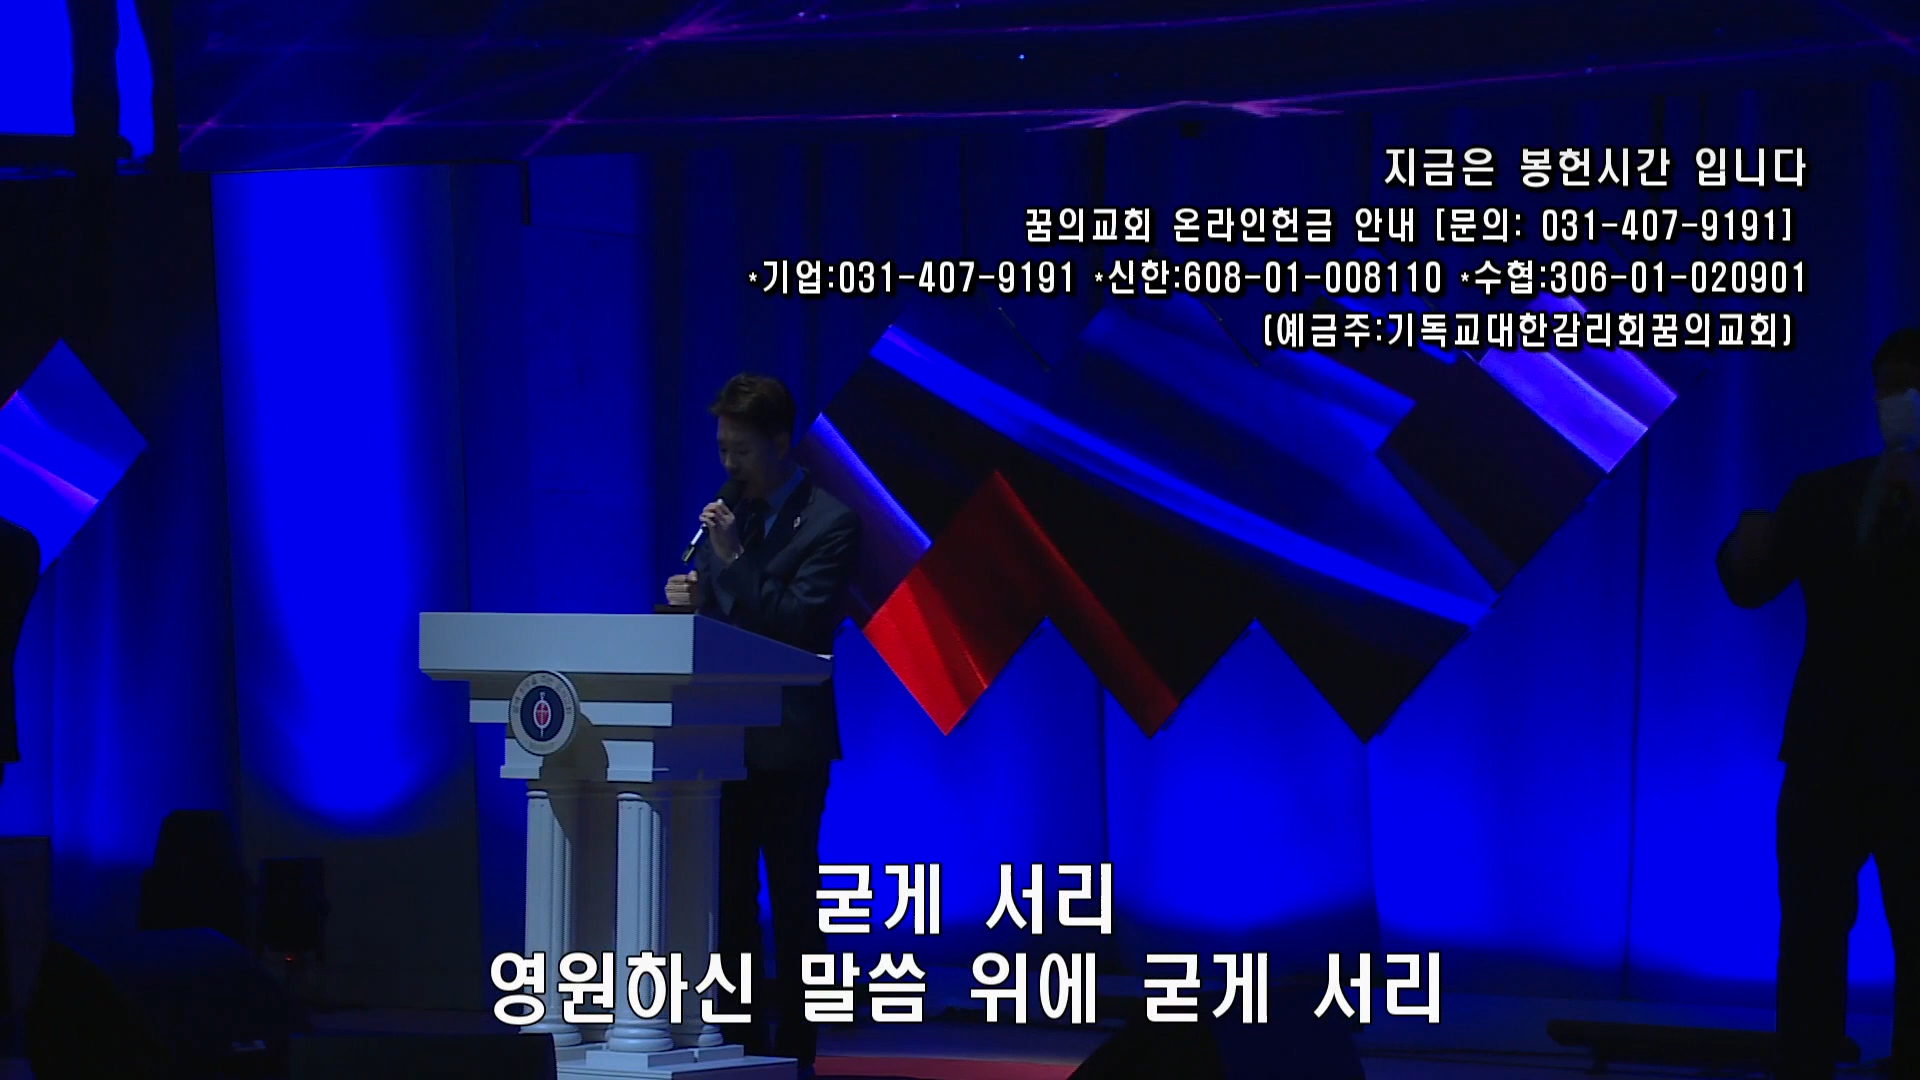 지금은 봉헌시간 입니다
꿈의교회 온라인헌금 안내 [문의: 031-407-9191]
*기업:031-407-9191 *신한:608-01-008110 *수협:306-01-020901
(예금주:기독교대한감리회꿈의교회)
굳게 서리
영원하신 말씀 위에 굳게 서리